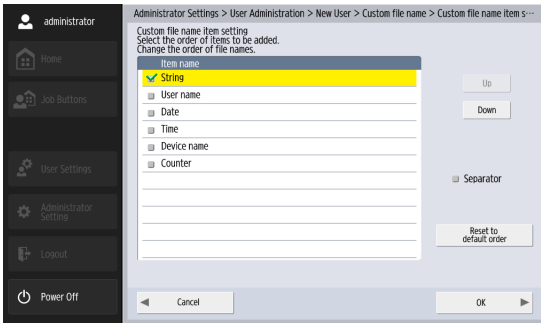 administrator
Administrator Settings > User Administration > New User > Custom file name > Custom file name item s…
Custom file name item setting
Select the order of items to be added.
Change the order of file names.
Item name
String
User name
Date
Time
Device name
Counter
Up
Down
Separator
Reset to
default order
Home
Job Buttons
User Settings
Administrator
Setting
Logout
Power Off
Cancel
OK